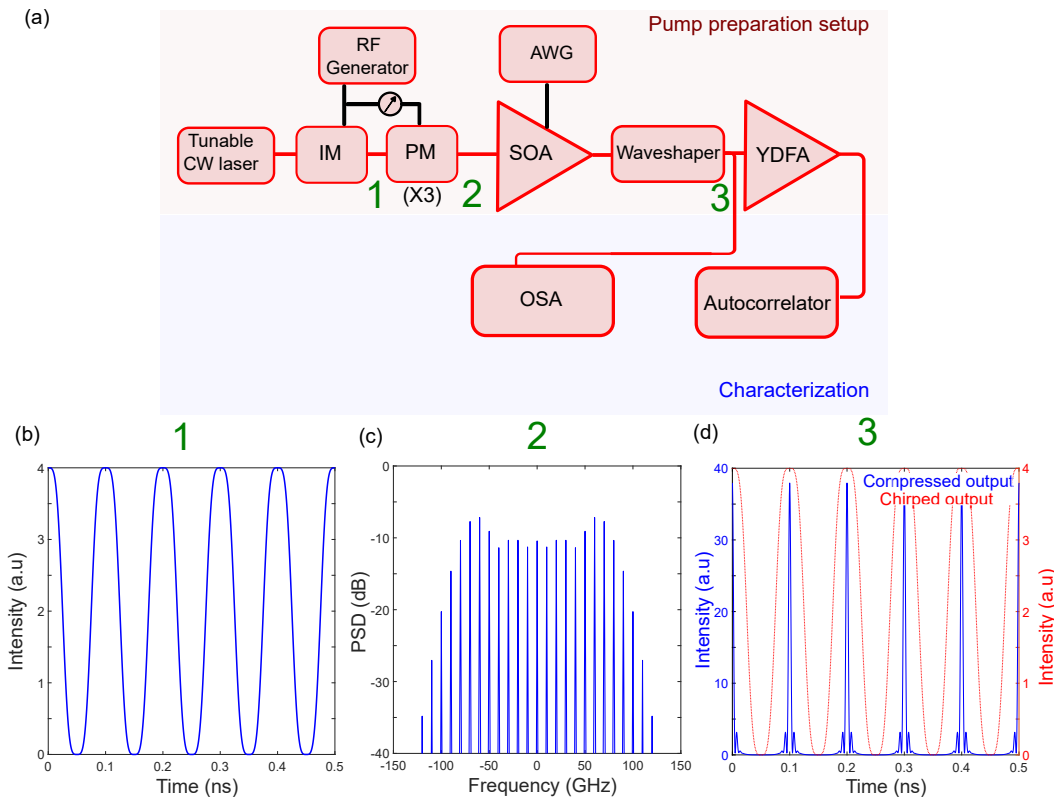 (a)
Pump preparation setup
RF
Generator
AWG
Tunable
CW laser
IM
PM
(X3)
SOA
Waveshaper
YDFA
1
2
3
OSA
Autocorrelator
Characterization
(b)
1
4
3
2
1
0
0
0.1
0.2
0.3
0.4
0.5
Intensity (a.u)
Time (ns)
(c)
2
0
-10
-20
-30
-40
-150
-100
-50
0
50
100
150
PSD (dB)
Frequency (GHz)
(d)
3
Compressed output
Chirped output
40
35
30
25
20
15
10
5
0
0
0.1
0.2
0.3
0.4
0.5
4
3
2
1
0
Intensity (a.u)
Intensity (a.u)
Time (ns)